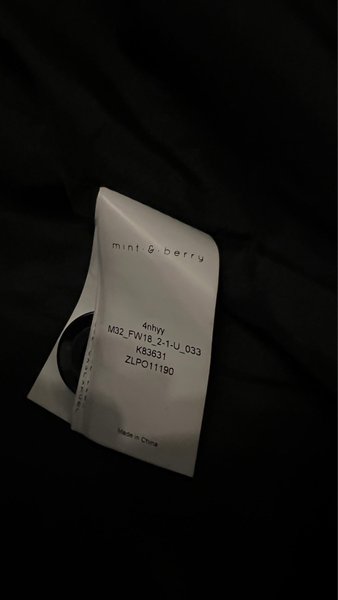 mint & berry
4nhyy
M32_FW18_2-1-U_033
K83631
ZLPO11190
Made in China